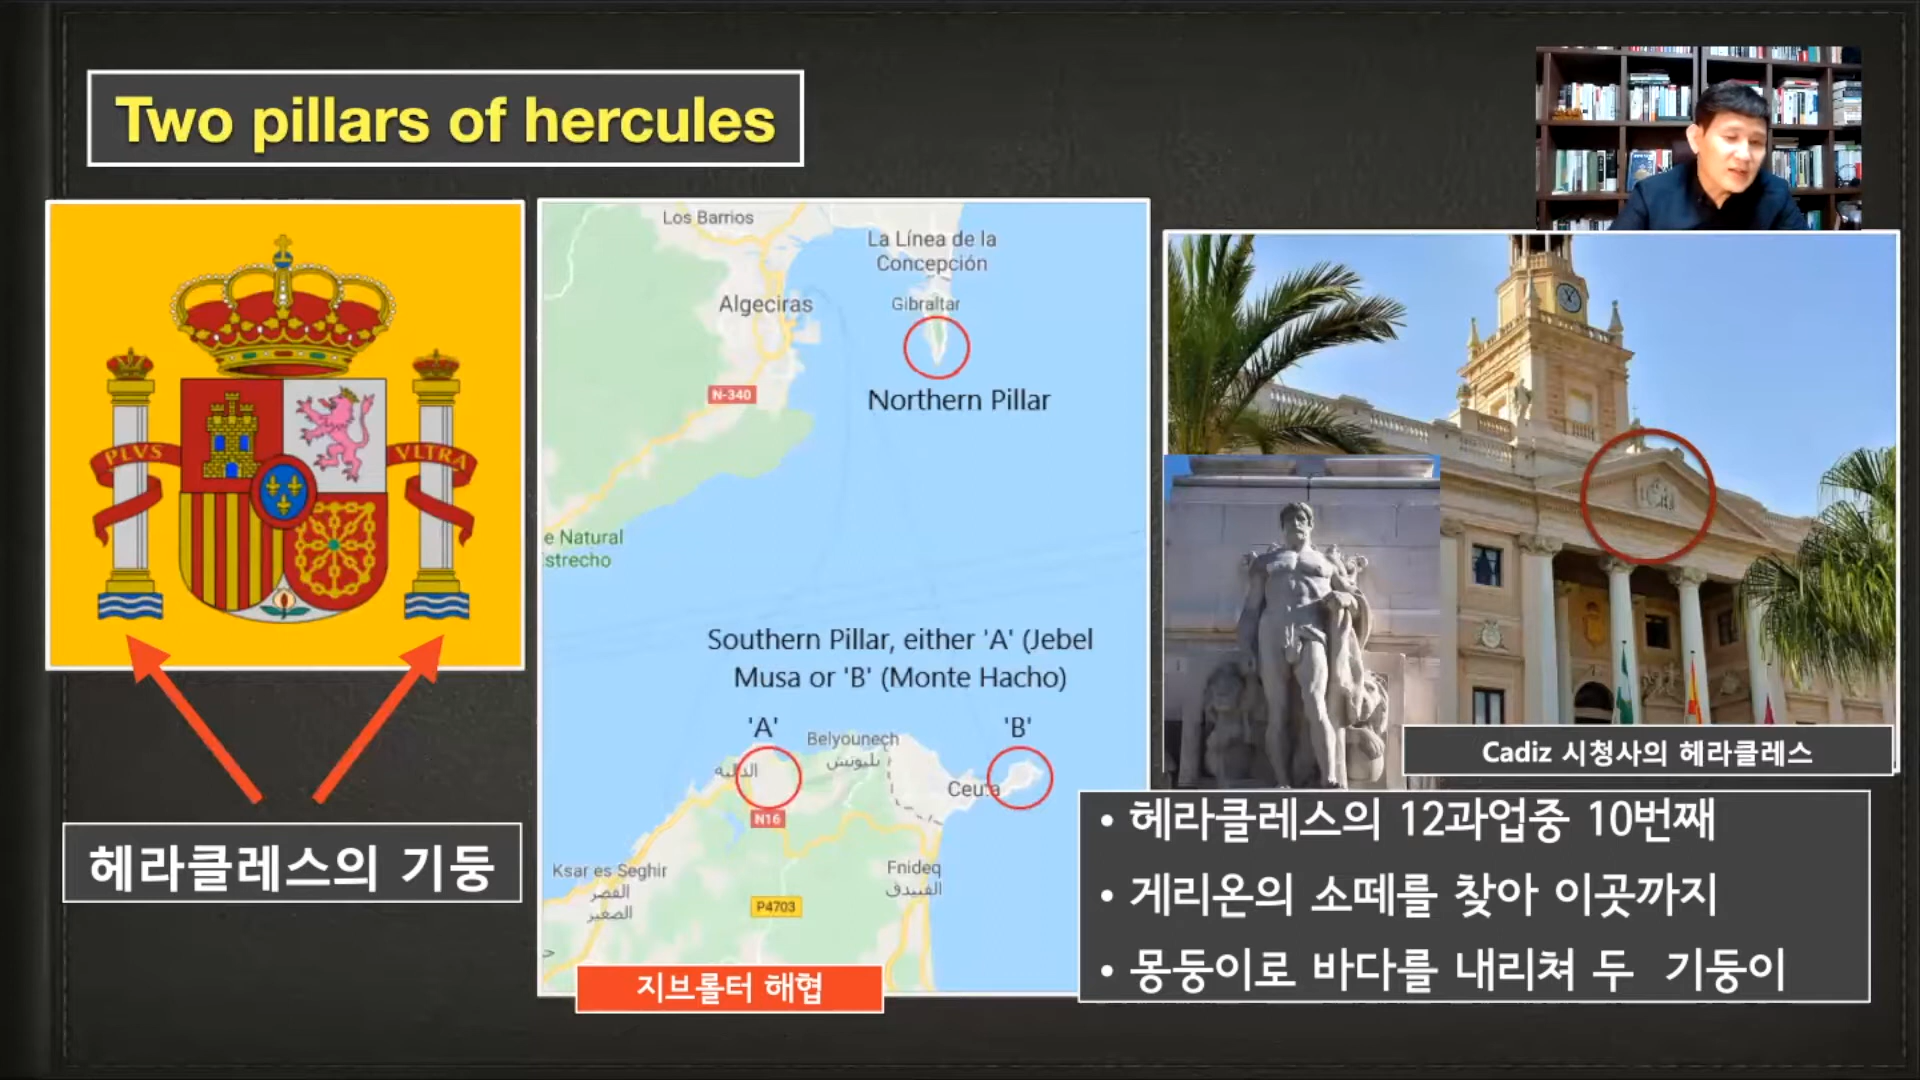 Two pillars of hercules
PLVS
VLTRA
헤라클레스의 기둥
Los Barrios
La Línea de la
Concepción
Algeciras
Gibraltar
N-340
Northern Pillar
e Natural
strecho
Southern Pillar, either 'A' (Jebel
Musa or 'B' (Monte Hacho)
'A'
'B'
Belyounech
بليونش
الدالية
Ceuta
N16
Ksar es Seghir
القصر
الصغير
Fnideq
الفنيدق
P4703
지브롤터 해협
Cadiz 시청사의 헤라클레스
• 헤라클레스의 12과업중 10번째
• 게리온의 소떼를 찾아 이곳까지
• 몽둥이로 바다를 내리쳐 두 기둥이